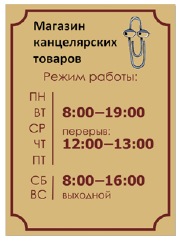 Магазин
канцелярских
товаров
Режим работы:
ПН
ВТ 8:00–19:00
СР перерыв:
ЧТ 12:00–13:00
ПТ
СБ 8:00–16:00
ВС выходной